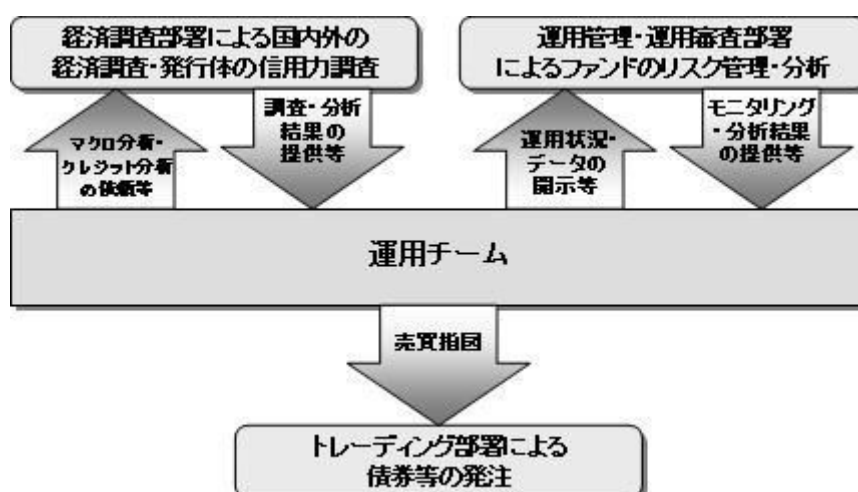 経済調査部署による国内外の
経済調査・発行体の信用力調査
運用管理・運用審査部署
によるファンドのリスク管理・分析
マクロ分析・
クレジット分析
の依頼等
調査・分析
結果の
提供等
運用状況・
データの
開示等
モニタリング
・分析結果
の提供等
運用チーム
売買指図
トレーディング部署による
債券等の発注